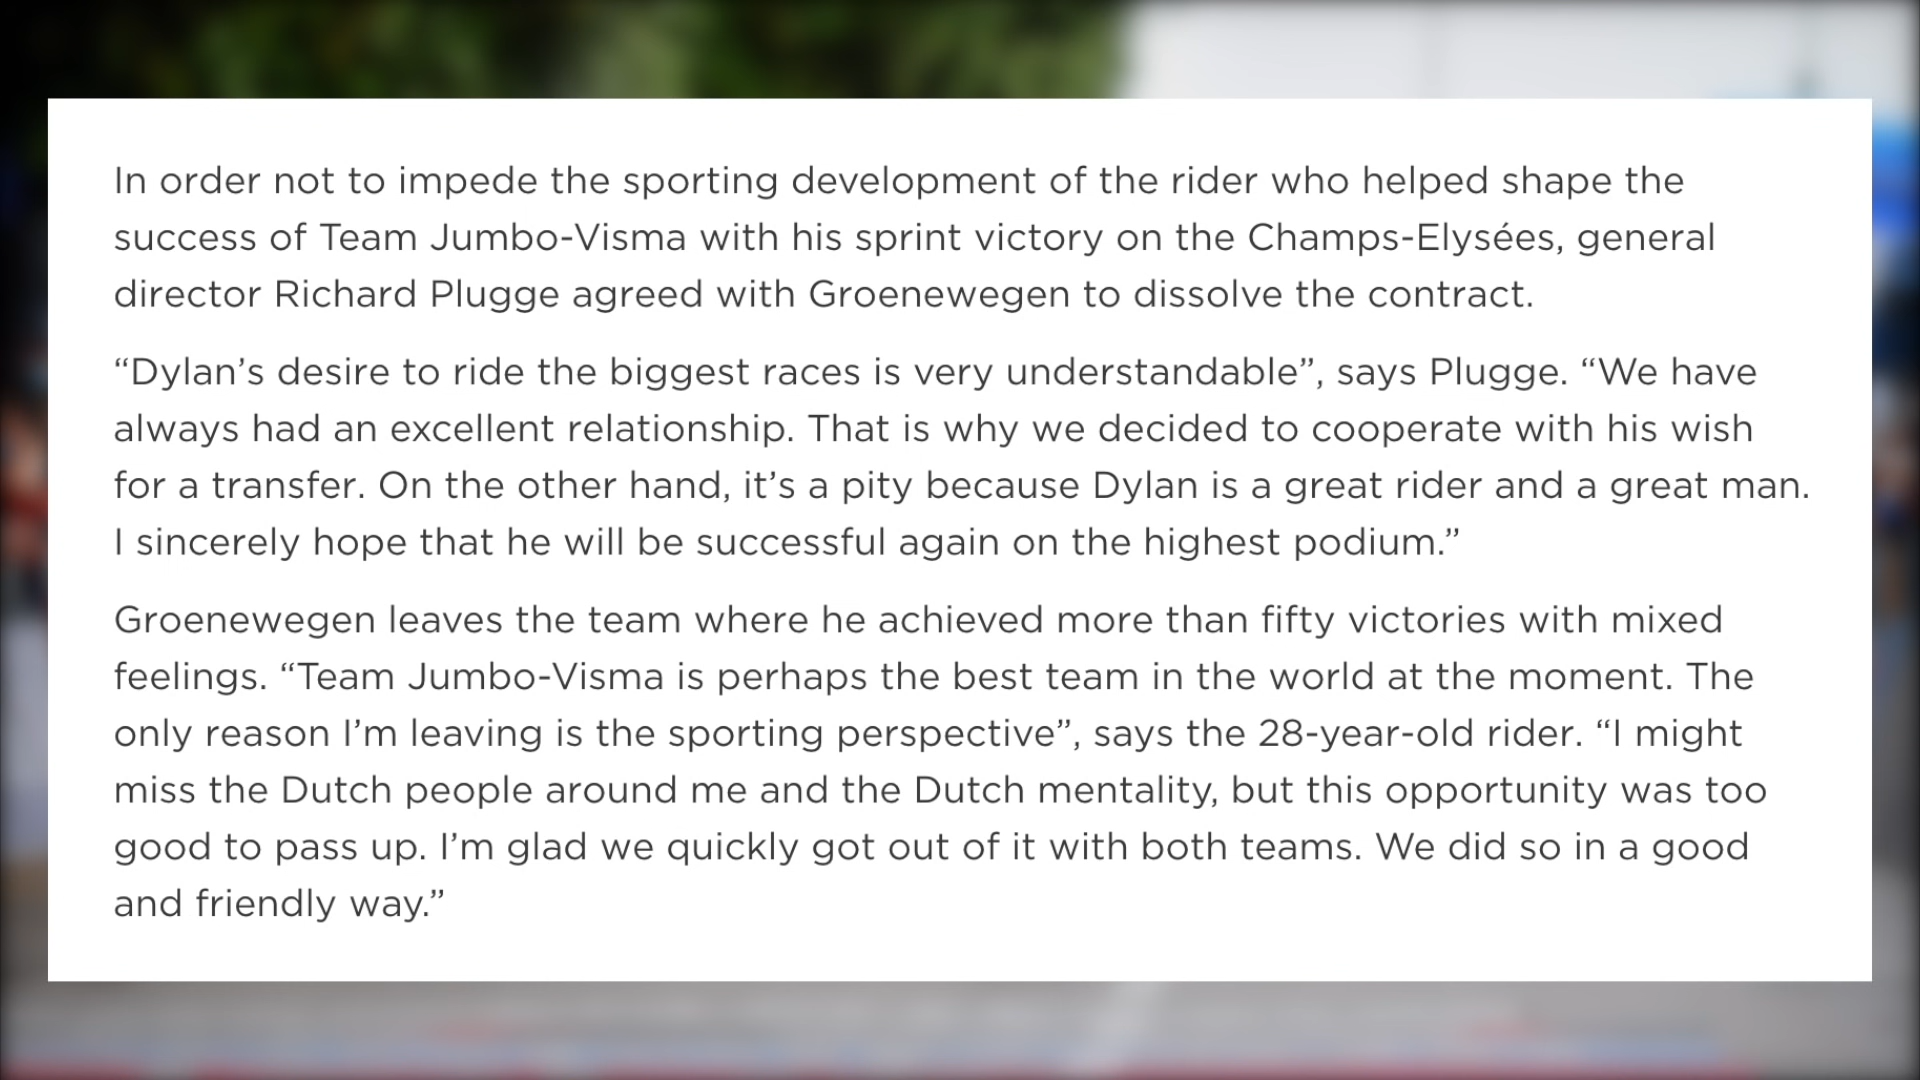 In order not to impede the sporting development of the rider who helped shape the
success of Team Jumbo-Visma with his sprint victory on the Champs-Elysées, general
director Richard Plugge agreed with Groenewegen to dissolve the contract.
“Dylan’s desire to ride the biggest races is very understandable”, says Plugge. “We have
always had an excellent relationship. That is why we decided to cooperate with his wish
for a transfer. On the other hand, it’s a pity because Dylan is a great rider and a great man.
I sincerely hope that he will be successful again on the highest podium.”
Groenewegen leaves the team where he achieved more than fifty victories with mixed
feelings. “Team Jumbo-Visma is perhaps the best team in the world at the moment. The
only reason I’m leaving is the sporting perspective”, says the 28-year-old rider. “I might
miss the Dutch people around me and the Dutch mentality, but this opportunity was too
good to pass up. I’m glad we quickly got out of it with both teams. We did so in a good
and friendly way.”